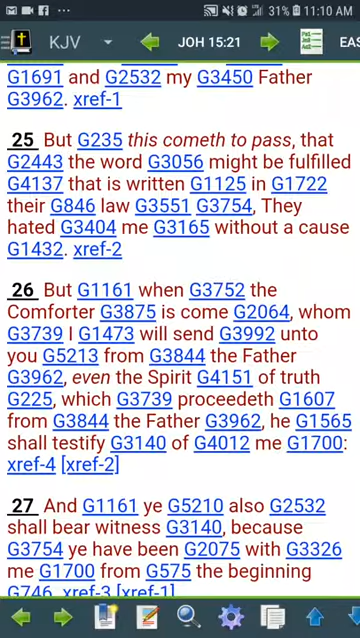 31% 11:10 AM
KJV JOH 15:21 EAS
G1691 and G2532 my G3450 Father
G3962. xref-1
25 But G235 this cometh to pass, that
G2443 the word G3056 might be fulfilled
G4137 that is written G1125 in G1722
their G846 law G3551 G3754, They
hated G3404 me G3165 without a cause
G1432. xref-2
26 But G1161 when G3752 the
Comforter G3875 is come G2064, whom
G3739 I G1473 will send G3992 unto
you G5213 from G3844 the Father
G3962, even the Spirit G4151 of truth
G225, which G3739 proceedeth G1607
from G3844 the Father G3962, he G1565
shall testify G3140 of G4012 me G1700:
xref-4 [xref-2]
27 And G1161 ye G5210 also G2532
shall bear witness G3140, because
G3754 ye have been G2075 with G3326
me G1700 from G575 the beginning
G746. xref-3 [xref-1]